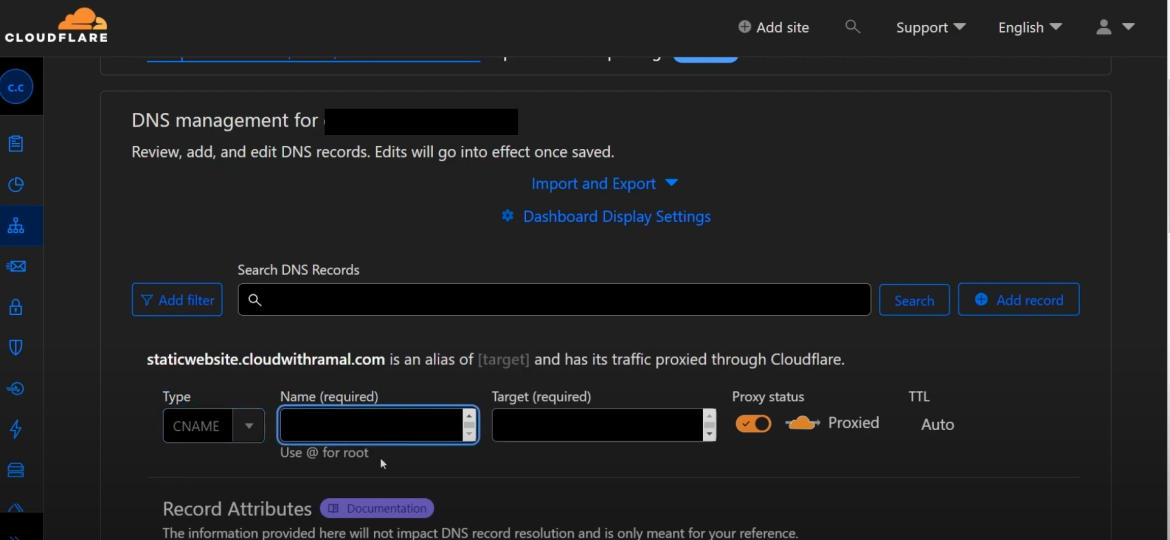 CLOUDFLARE
Add site
Support
English
c.c
DNS management for
Review, add, and edit DNS records. Edits will go into effect once saved.
Import and Export
Dashboard Display Settings
Search DNS Records
Add filter
Search
Add record
staticwebsite.cloudwithramal.com is an alias of [target] and has its traffic proxied through Cloudflare.
Type Name (required) Target (required) Proxy status TTL
CNAME Proxied Auto
Use @ for root
Record Attributes Documentation
The information provided here will not impact DNS record resolution and is only meant for your reference.